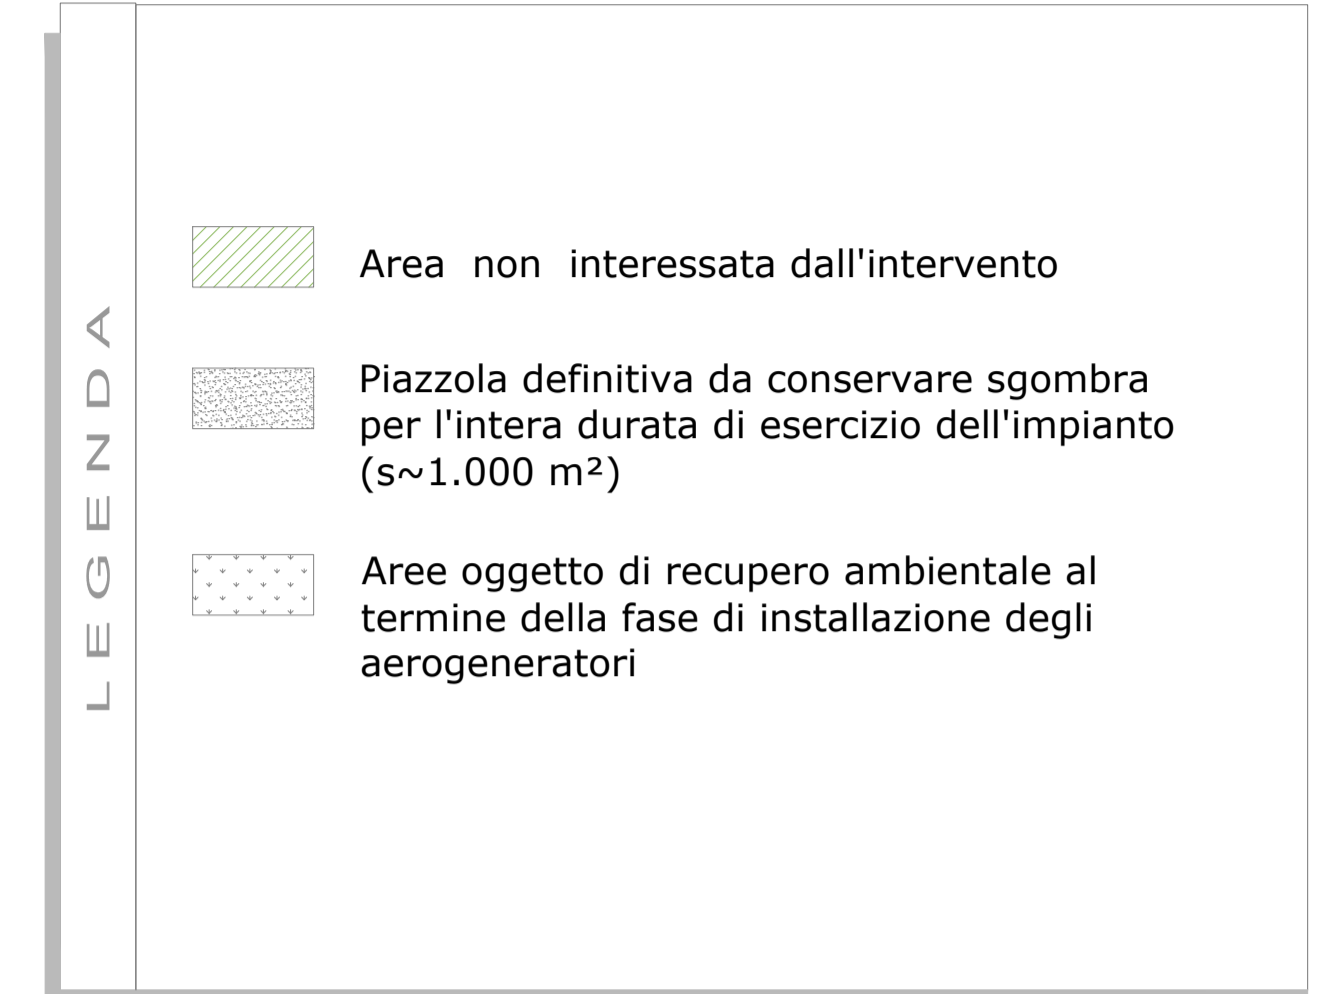 LEGENDA
Area non interessata dall'intervento
Piazzola definitiva da conservare sgombra
per l'intera durata di esercizio dell'impianto
(s~1.000 m²)
Aree oggetto di recupero ambientale al
termine della fase di installazione degli
aerogeneratori